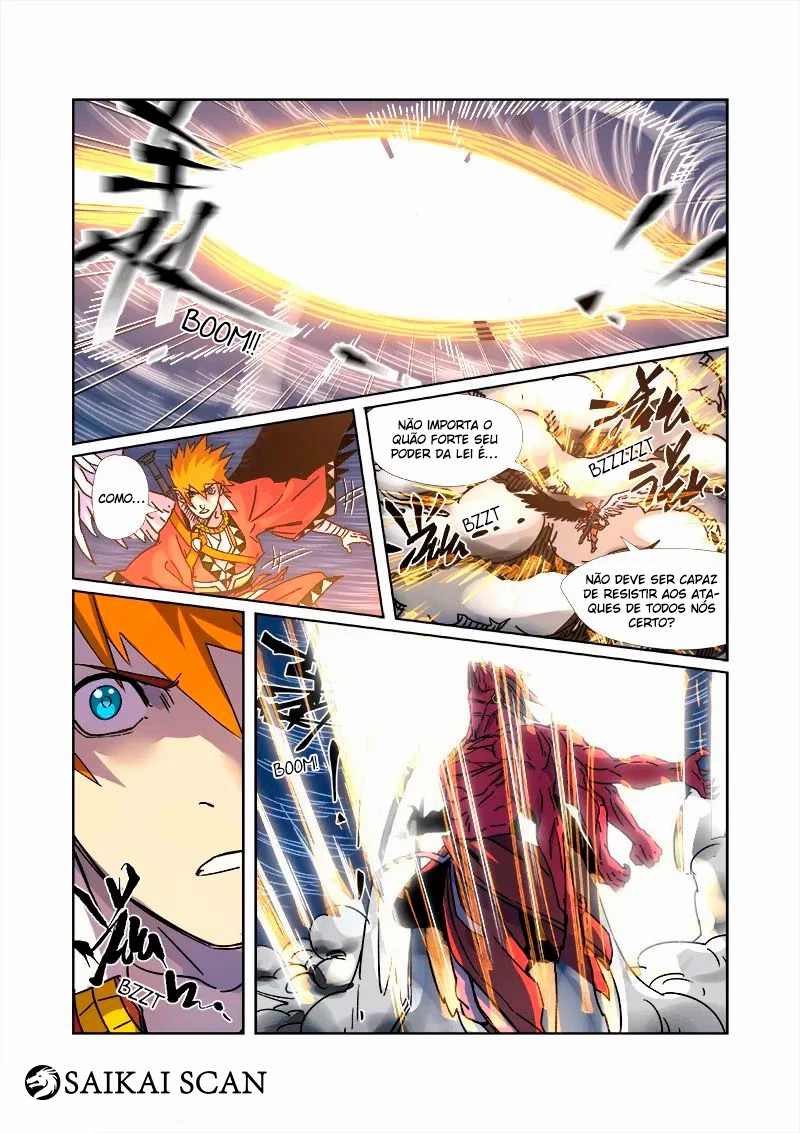 BOOM!!
NÃO IMPORTA O
QUÃO FORTE SEU
PODER DA LEI É...
BZZZZZT
COMO...
BZZT
NÃO DEVE SER CAPAZ
DE RESISTIR AOS ATA-
QUES DE TODOS NÓS
CERTO?
BOOM!
BZZT
SAIKAI SCAN